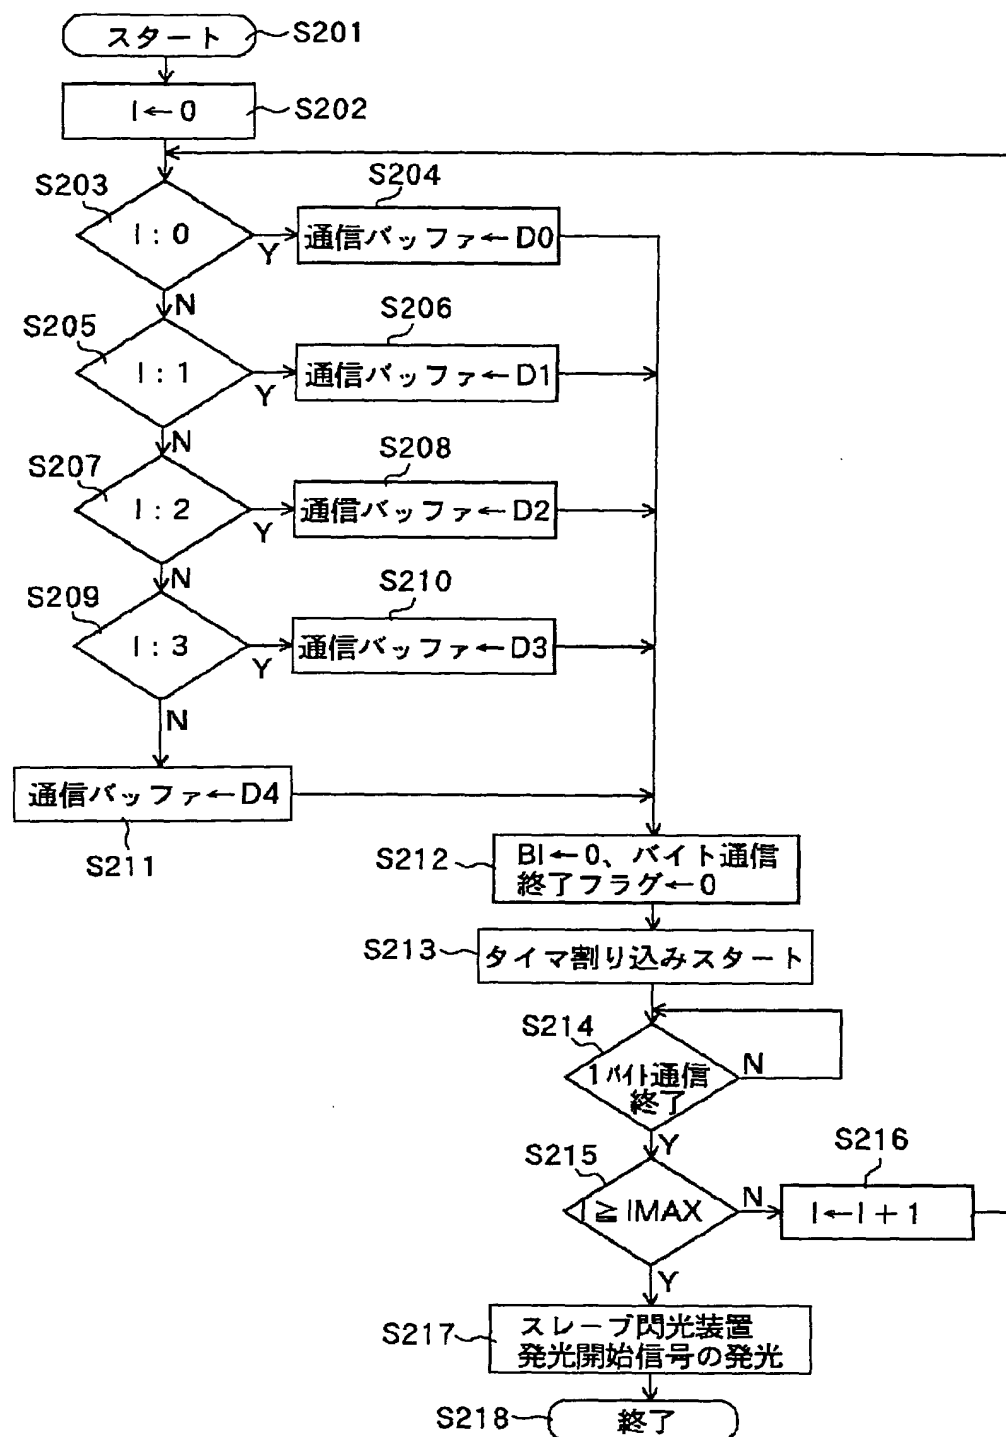 スタート S201
I←0 S202
S203
I:0
Y
N
S204
通信バッファ←D0
S205
I:1
Y
N
S206
通信バッファ←D1
S207
I:2
Y
N
S208
通信バッファ←D2
S209
I:3
Y
N
S210
通信バッファ←D3
通信バッファ←D4
S211
S212
BI←0、バイト通信
終了フラグ←0
S213
タイマ割り込みスタート
S214
1バイト通信
終了
N
Y
S215
I≧IMAX
N
Y
S216
I←I+1
S217
スレーブ閃光装置
発光開始信号の発光
S218
終了